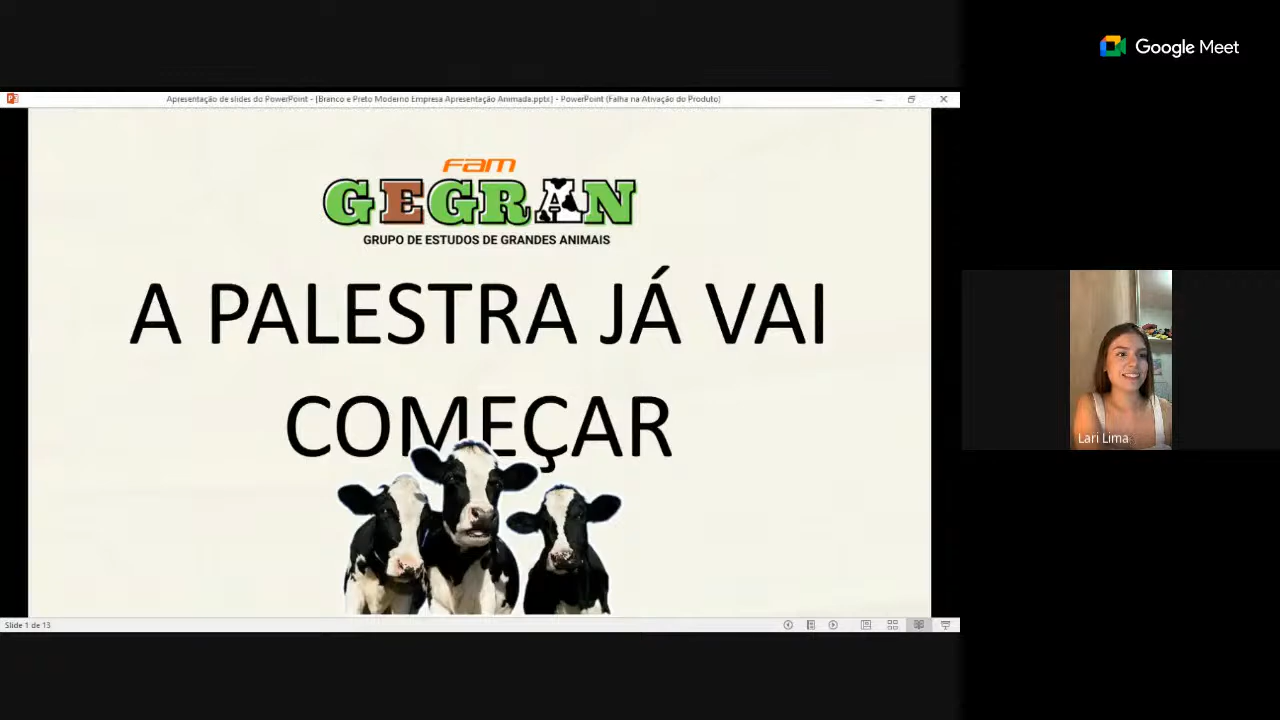 Google Meet
Apresentação de slides do PowerPoint - [Branco e Preto Moderno Empresa Apresentação Animada.pptx] - PowerPoint (Falha na Ativação do Produto)
Fam
GEGRAN
GRUPO DE ESTUDOS DE GRANDES ANIMAIS
A PALESTRA JÁ VAI
COMEÇAR
Lari Lima
Slide 1 de 13